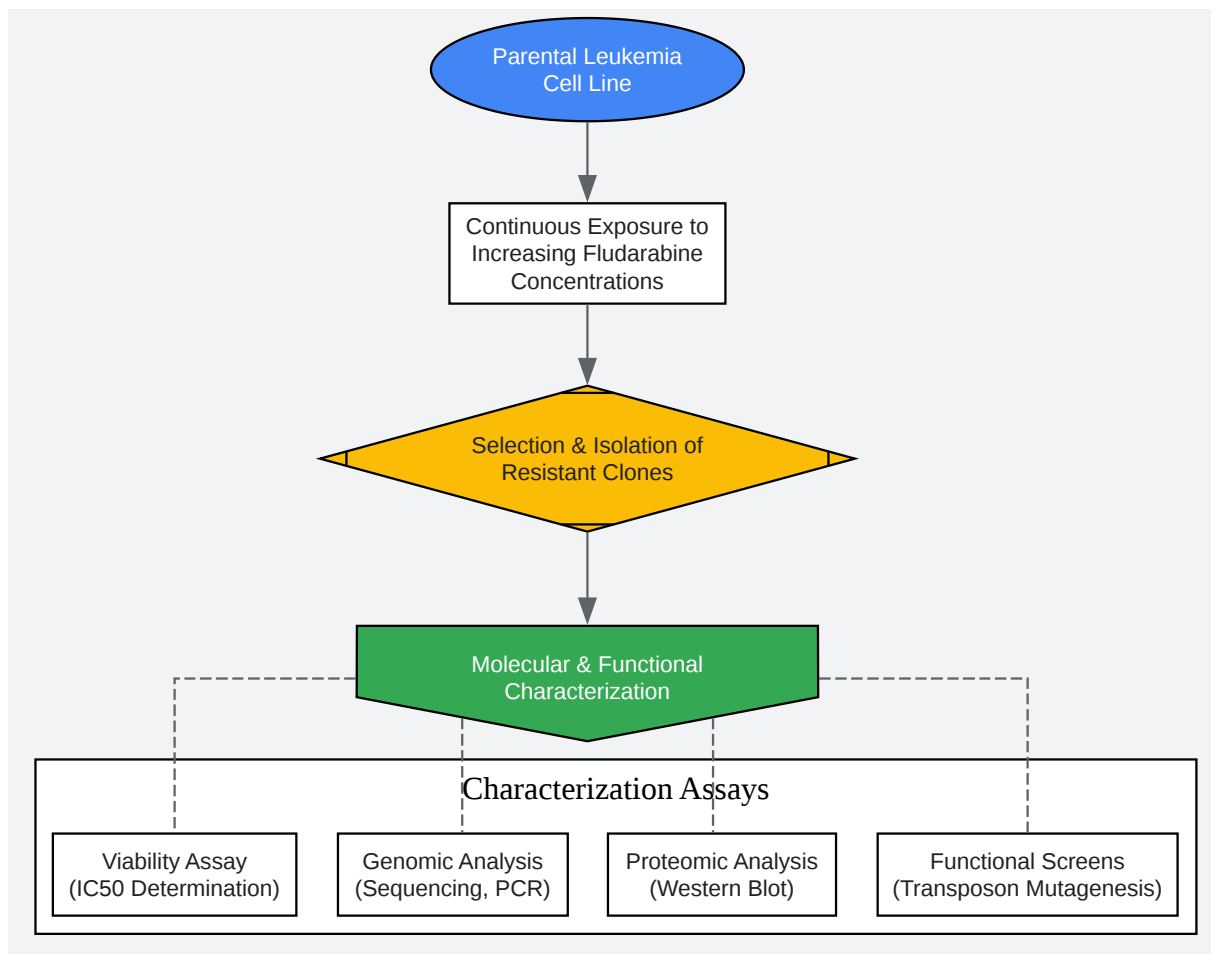 Parental Leukemia
Cell Line
Continuous Exposure to
Increasing Fludarabine
Concentrations
Selection & Isolation of
Resistant Clones
Molecular & Functional
Characterization
Characterization Assays
Viability Assay
(IC50 Determination)
Genomic Analysis
(Sequencing, PCR)
Proteomic Analysis
(Western Blot)
Functional Screens
(Transposon Mutagenesis)